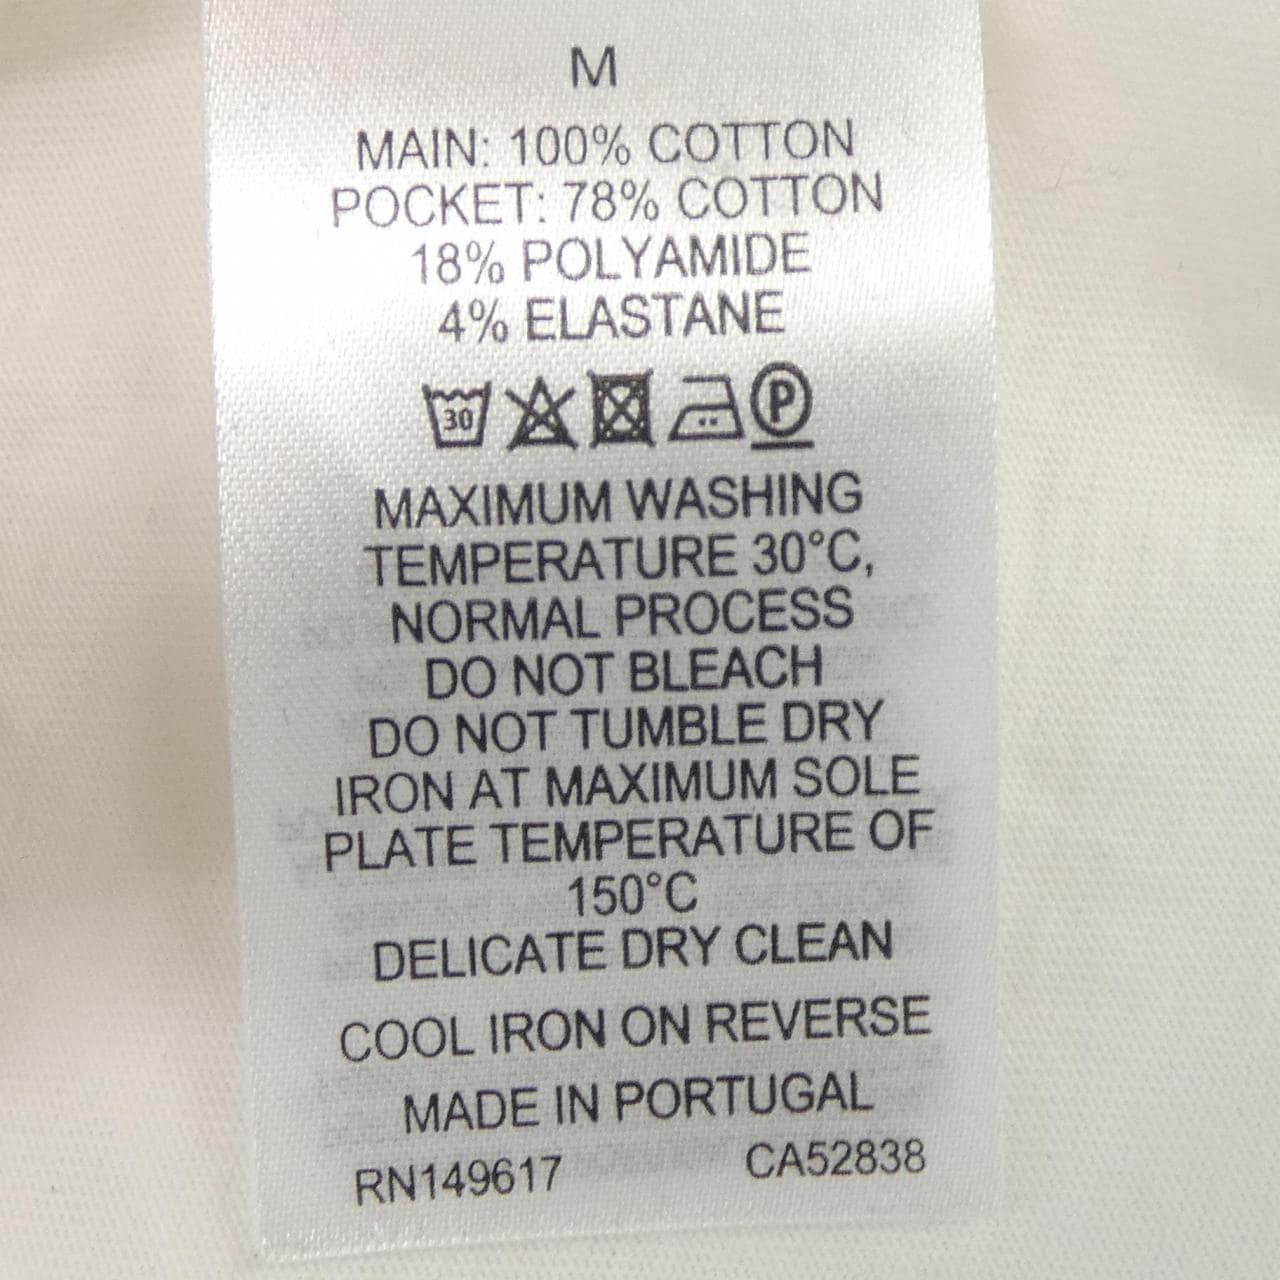 M
MAIN: 100% COTTON
POCKET: 78% COTTON
18% POLYAMIDE
4% ELASTANE
30 P
MAXIMUM WASHING
TEMPERATURE 30°C,
NORMAL PROCESS
DO NOT BLEACH
DO NOT TUMBLE DRY
IRON AT MAXIMUM SOLE
PLATE TEMPERATURE OF
150°C
DELICATE DRY CLEAN
COOL IRON ON REVERSE
MADE IN PORTUGAL
RN149617 CA52838